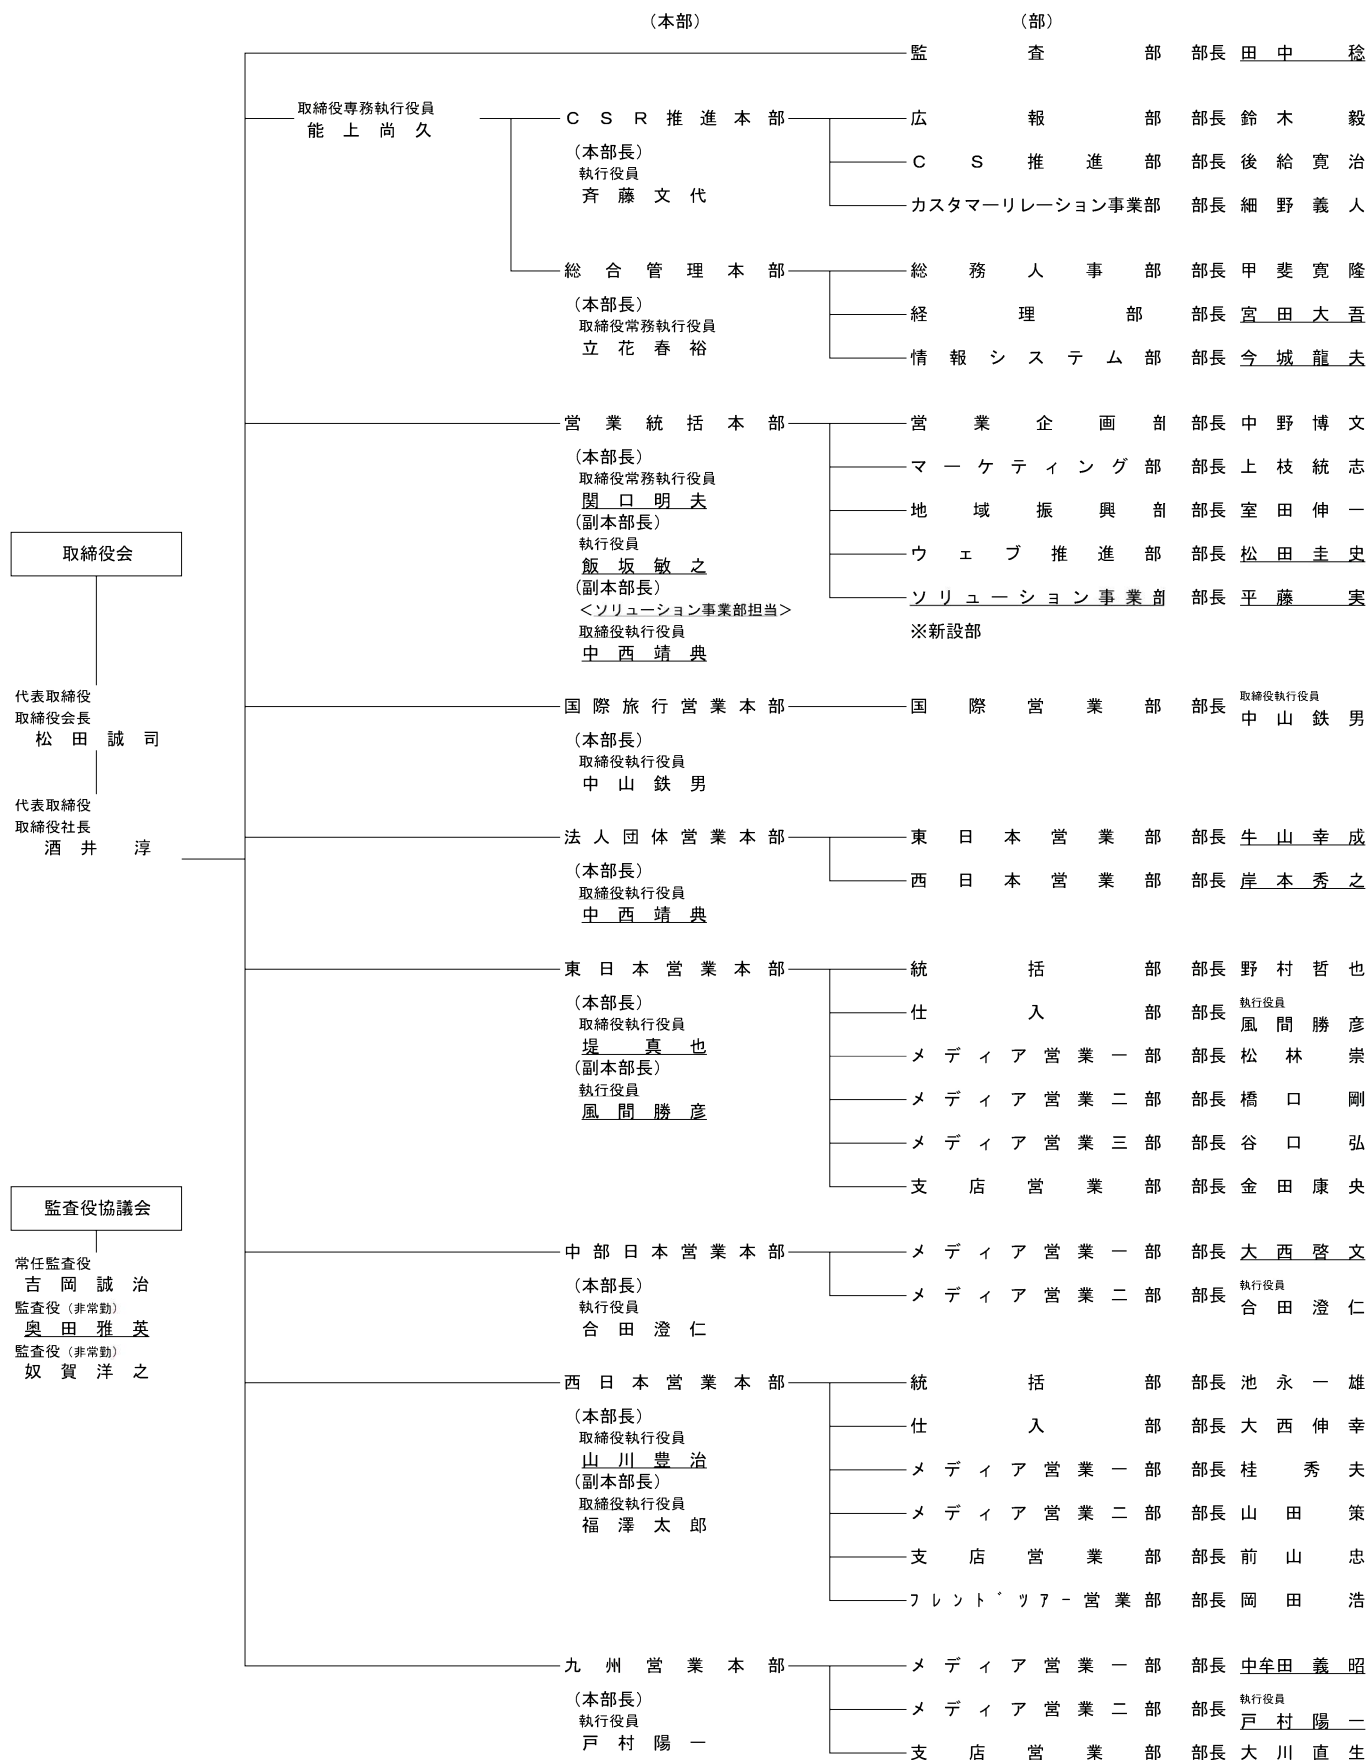 （本部） （部）
監査部 部長 田中稔
取締役専務執行役員
能上尚久
ＣＳＲ推進本部 広報部 部長 鈴木毅
（本部長）
執行役員
斉藤文代
ＣＳ推進部 部長 後給寛治
カスタマーリレーション事業部 部長 細野義人
総合管理本部 総務人事部 部長 甲斐寛隆
（本部長）
取締役常務執行役員
立花春裕
経理部 部長 宮田大吾
情報システム部 部長 今城龍夫
営業統括本部 営業企画部 部長 中野博文
（本部長）
取締役常務執行役員
関口明夫
（副本部長）
執行役員
飯坂敏之
（副本部長）
＜ソリューション事業部担当＞
取締役執行役員
中西靖典
マーケティング部 部長 上枝統志
地域振興部 部長 室田伸一
ウェブ推進部 部長 松田圭史
ソリューション事業部 部長 平藤実
※新設部
取締役会
代表取締役
取締役会長
松田誠司
代表取締役
取締役社長
酒井淳
国際旅行営業本部 国際営業部 部長 取締役執行役員
中山鉄男
（本部長）
取締役執行役員
中山鉄男
法人団体営業本部 東日本営業部 部長 牛山幸成
（本部長）
取締役執行役員
中西靖典
西日本営業部 部長 岸本秀之
東日本営業本部 統括部 部長 野村哲也
（本部長）
取締役執行役員
堤真也
（副本部長）
執行役員
風間勝彦
仕入部 部長 執行役員
風間勝彦
メディア営業一部 部長 松林崇
メディア営業二部 部長 橋口剛
メディア営業三部 部長 谷口弘
支店営業部 部長 金田康央
監査役協議会
常任監査役
吉岡誠治
監査役（非常勤）
奥田雅英
監査役（非常勤）
奴賀洋之
中部日本営業本部 メディア営業一部 部長 大西啓文
（本部長）
執行役員
合田澄仁
メディア営業二部 部長 執行役員
合田澄仁
西日本営業本部 統括部 部長 池永一雄
（本部長）
取締役執行役員
山川豊治
（副本部長）
取締役執行役員
福澤太郎
仕入部 部長 大西伸幸
メディア営業一部 部長 桂秀夫
メディア営業二部 部長 山田策
支店営業部 部長 前山忠
ﾌﾚﾝﾄﾞﾂｱｰ営業部 部長 岡田浩
九州営業本部 メディア営業一部 部長 中牟田義昭
（本部長）
執行役員
戸村陽一
メディア営業二部 部長 執行役員
戸村陽一
支店営業部 部長 大川直生